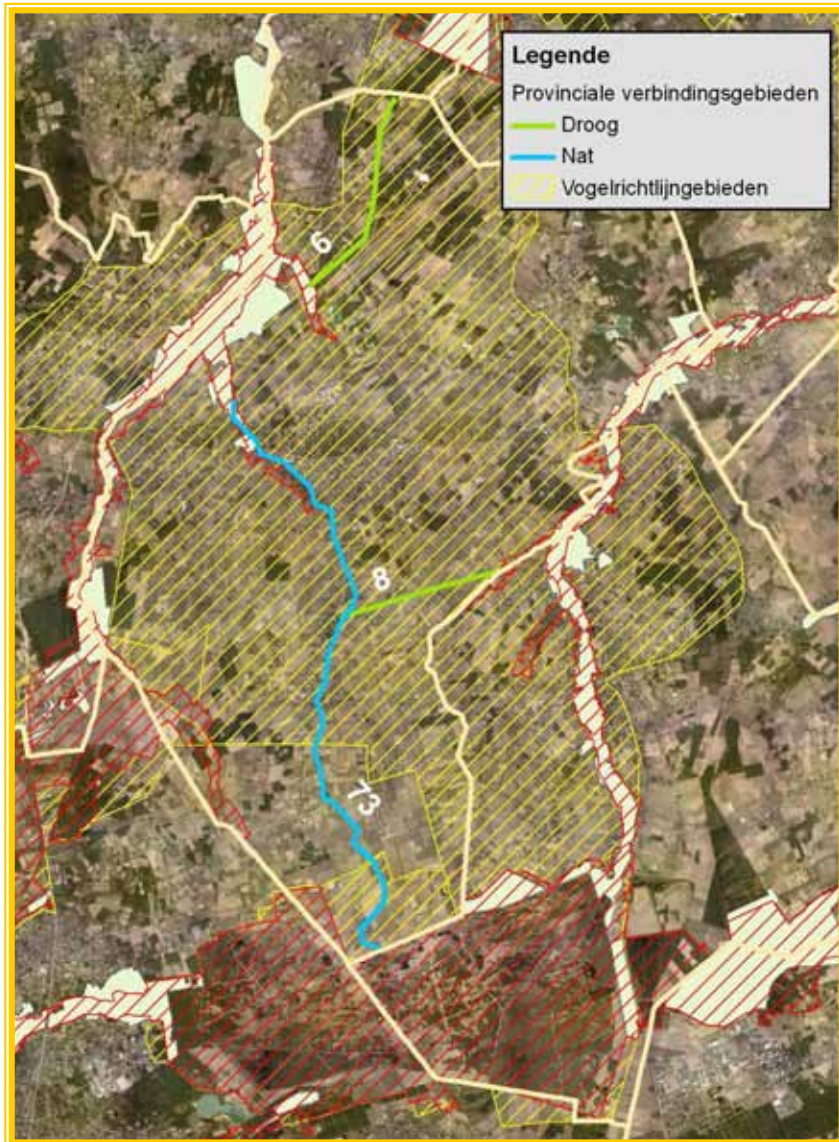 Legende
Provinciale verbindingsgebieden
Droog
Nat
Vogelrichtlijngebieden
6
8
73